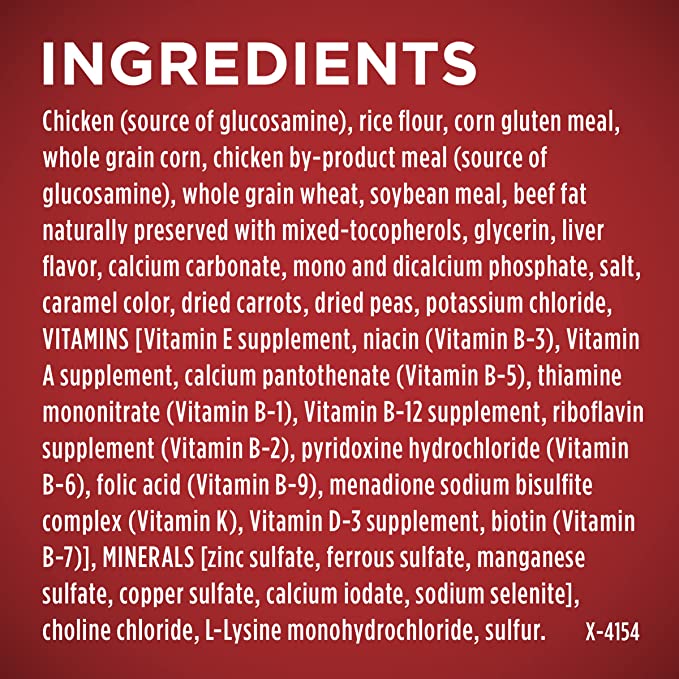 INGREDIENTS
Chicken (source of glucosamine), rice flour, corn gluten meal,
whole grain corn, chicken by-product meal (source of
glucosamine), whole grain wheat, soybean meal, beef fat
naturally preserved with mixed-tocopherols, glycerin, liver
flavor, calcium carbonate, mono and dicalcium phosphate, salt,
caramel color, dried carrots, dried peas, potassium chloride,
VITAMINS [Vitamin E supplement, niacin (Vitamin B-3), Vitamin
A supplement, calcium pantothenate (Vitamin B-5), thiamine
mononitrate (Vitamin B-1), Vitamin B-12 supplement, riboflavin
supplement (Vitamin B-2), pyridoxine hydrochloride (Vitamin
B-6), folic acid (Vitamin B-9), menadione sodium bisulfite
complex (Vitamin K), Vitamin D-3 supplement, biotin (Vitamin
B-7)], MINERALS [zinc sulfate, ferrous sulfate, manganese
sulfate, copper sulfate, calcium iodate, sodium selenite],
choline chloride, L-Lysine monohydrochloride, sulfur. X-4154